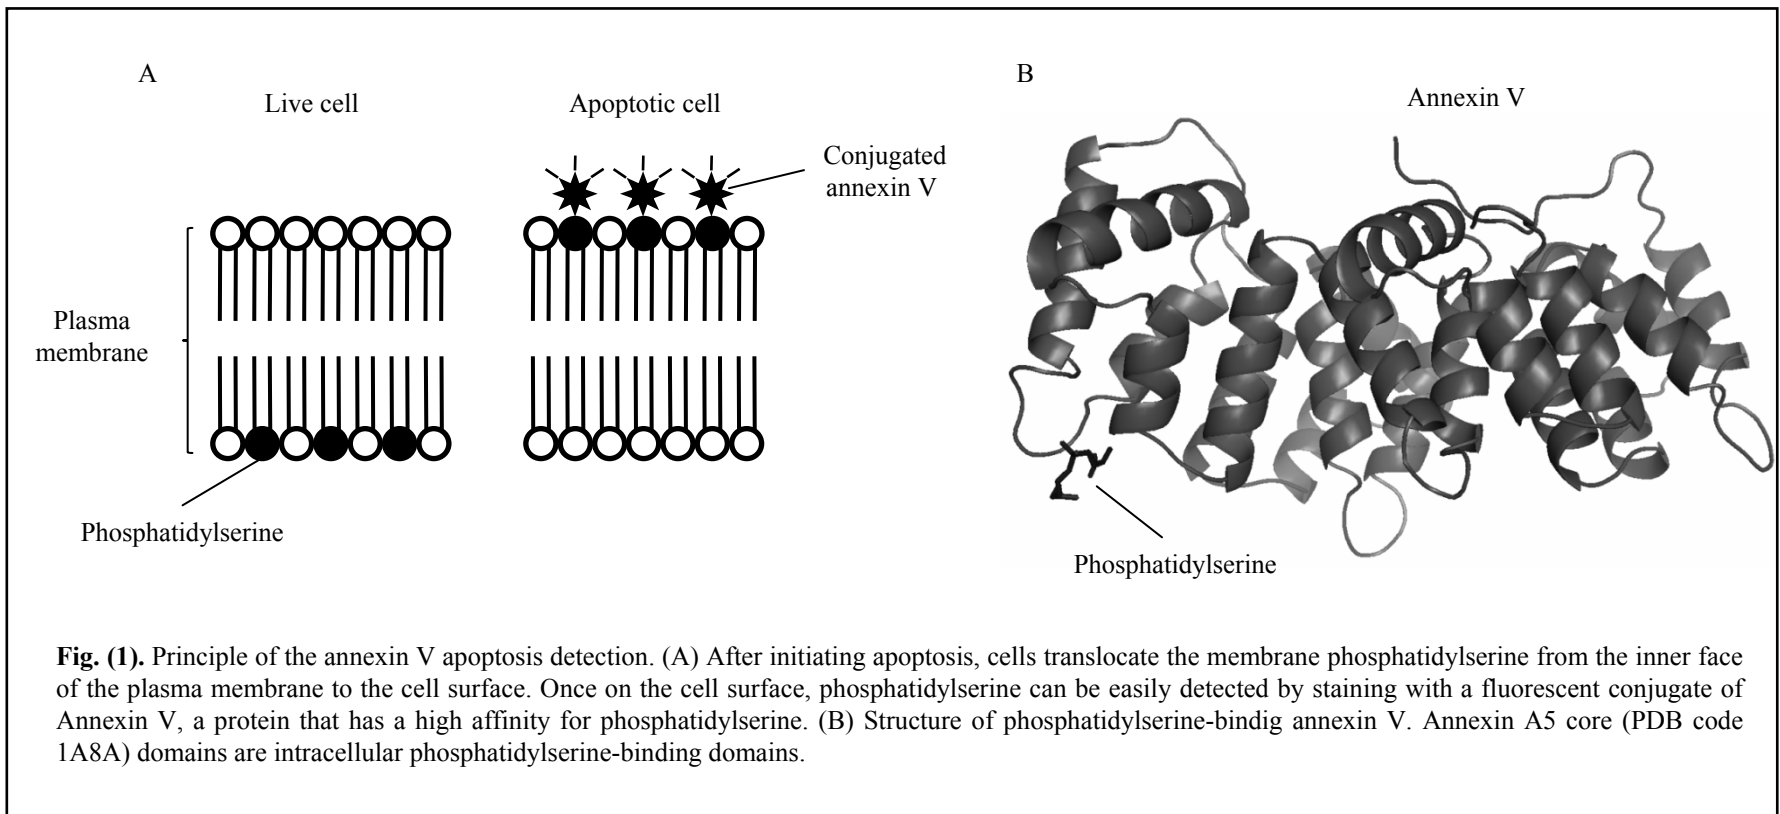 A
Live cell
Apoptotic cell
Conjugated
annexin V
Plasma
membrane
Phosphatidylserine
B
Annexin V
Phosphatidylserine
Fig. (1). Principle of the annexin V apoptosis detection. (A) After initiating apoptosis, cells translocate the membrane phosphatidylserine from the inner face
of the plasma membrane to the cell surface. Once on the cell surface, phosphatidylserine can be easily detected by staining with a fluorescent conjugate of
Annexin V, a protein that has a high affinity for phosphatidylserine. (B) Structure of phosphatidylserine-bindig annexin V. Annexin A5 core (PDB code
1A8A) domains are intracellular phosphatidylserine-binding domains.